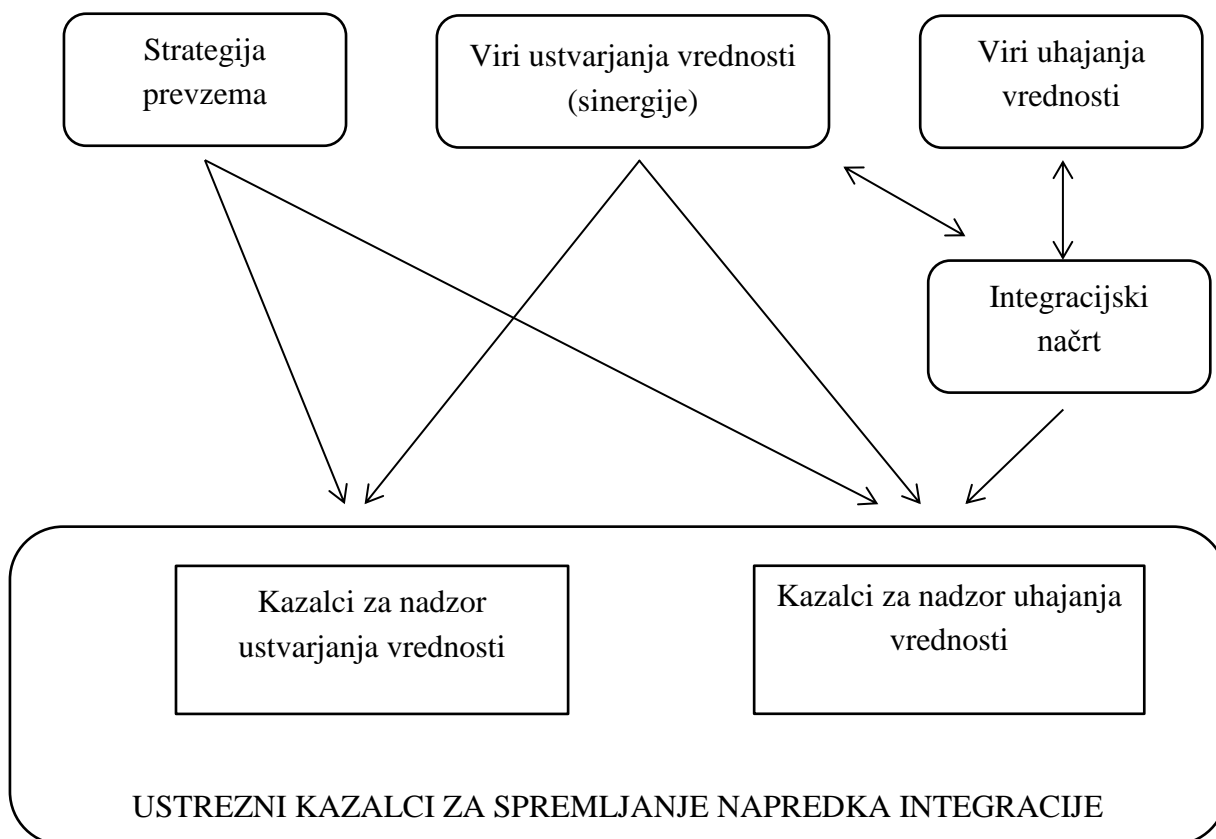 Strategija
prevzema
Viri ustvarjanja vrednosti
(sinergije)
Viri uhajanja
vrednosti
Integracijski
načrt
Kazalci za nadzor
ustvarjanja vrednosti
Kazalci za nadzor uhajanja
vrednosti
USTREZNI KAZALCI ZA SPREMLJANJE NAPREDKA INTEGRACIJE